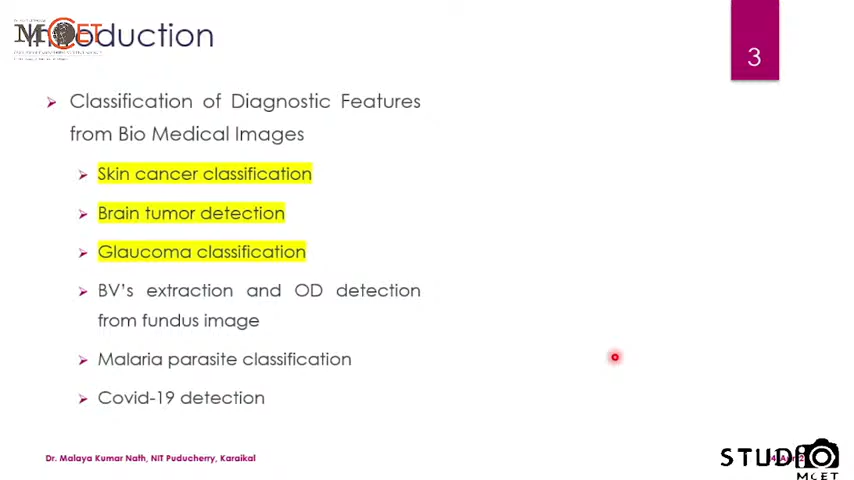 Introduction
3
Classification of Diagnostic Features
from Bio Medical Images
Skin cancer classification
Brain tumor detection
Glaucoma classification
BV's extraction and OD detection
from fundus image
Malaria parasite classification
Covid-19 detection
Dr. Malaya Kumar Nath, NIT Puducherry, Karaikal
STUDIO
MCET